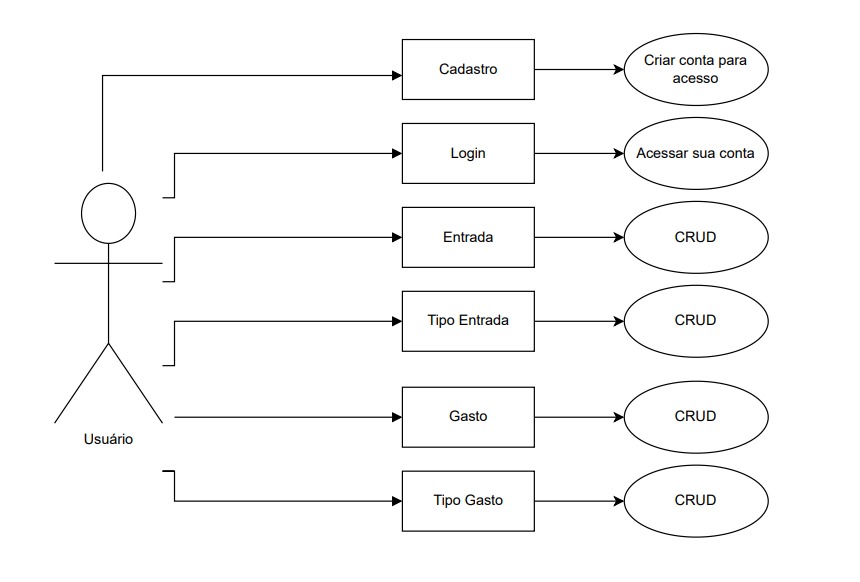 Cadastro
Criar conta para
acesso
Login
Acessar sua conta
Entrada
CRUD
Tipo Entrada
CRUD
Gasto
CRUD
Usuário
Tipo Gasto
CRUD